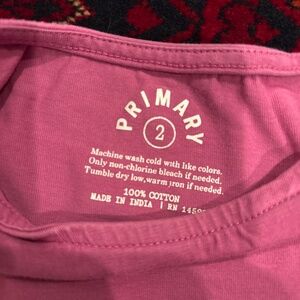 PRIMARY
2
Machine wash cold with like colors.
Only non-chlorine bleach if needed.
Tumble dry low, warm iron if needed.
100% COTTON
MADE IN INDIA | RN